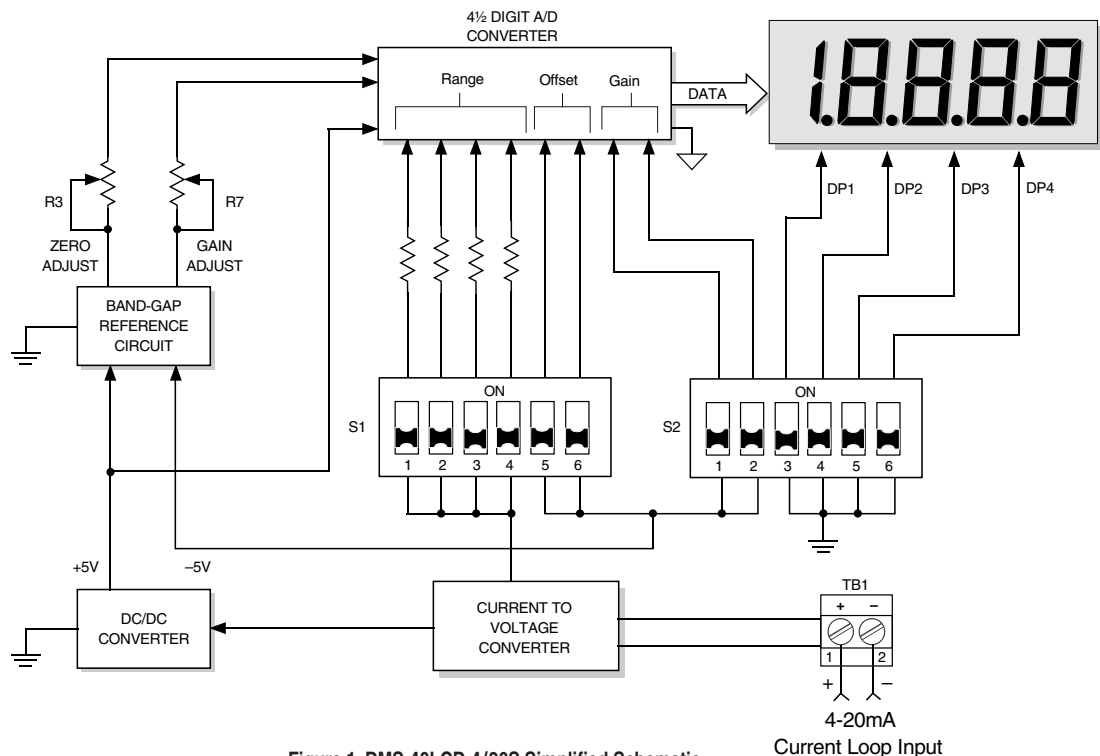 4½ DIGIT A/D
CONVERTER
Range
Offset
Gain
DATA
1.8.8.8.8
DP1
DP2
DP3
DP4
R3
R7
ZERO
ADJUST
GAIN
ADJUST
BAND-GAP
REFERENCE
CIRCUIT
S1
ON
1 2 3 4 5 6
S2
ON
1 2 3 4 5 6
+5V
–5V
DC/DC
CONVERTER
CURRENT TO
VOLTAGE
CONVERTER
TB1
+ –
1 2
+ –
4-20mA
Current Loop Input
Figure 1. DMS-40LCD-4/20S Simplified Schematic